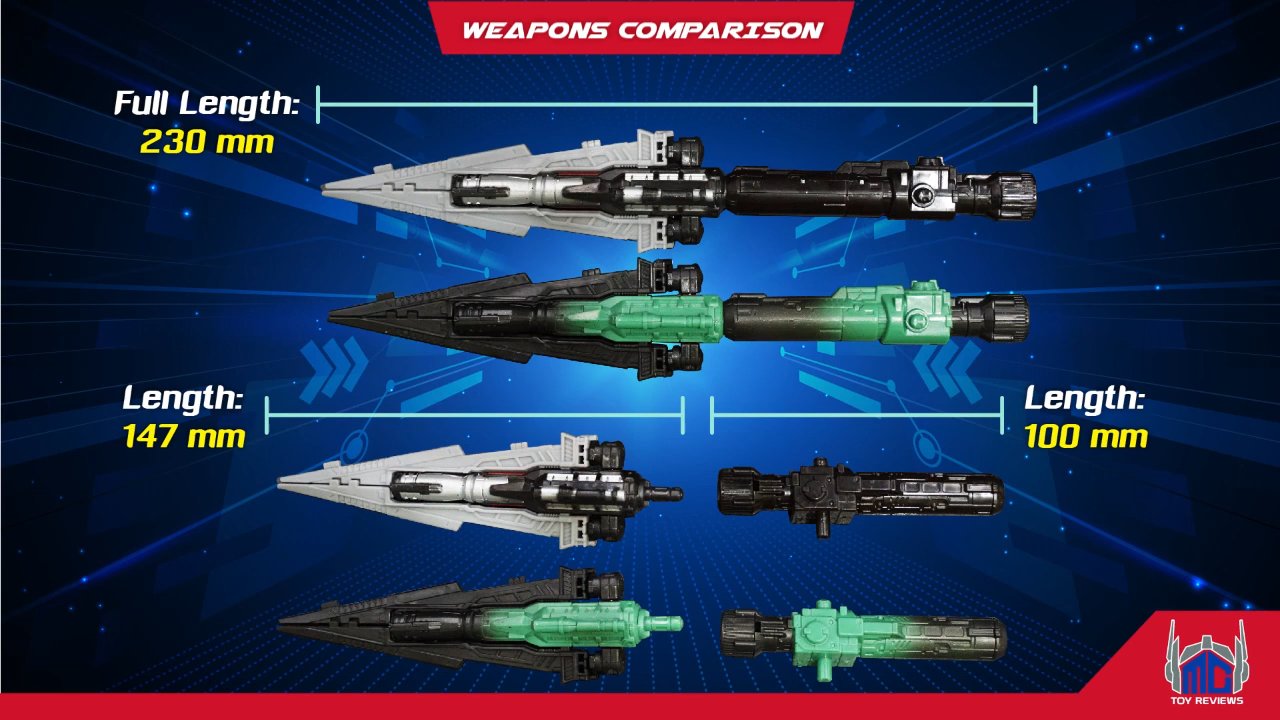 WEAPONS COMPARISON
Full Length:
230 mm
Length:
147 mm
Length:
100 mm
MC
TOY REVIEWS